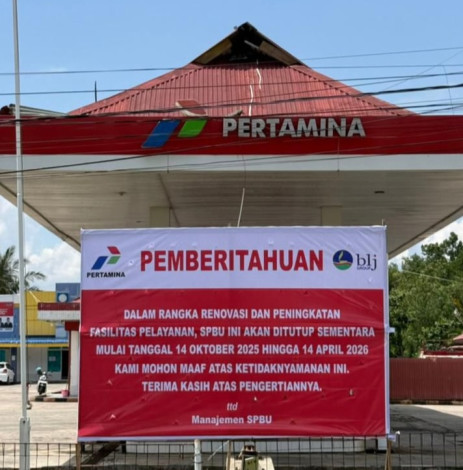 PERTAMINA
PERTAMINA
PEMBERITAHUAN
blj
DALAM RANGKA RENOVASI DAN PENINGKATAN
FASILITAS PELAYANAN, SPBU INI AKAN DITUTUP SEMENTARA
MULAI TANGGAL 14 OKTOBER 2025 HINGGA 14 APRIL 2026
KAMI MOHON MAAF ATAS KETIDAKNYAMANAN INI.
TERIMA KASIH ATAS PENGERTIANNYA.
ttd
Manajemen SPBU